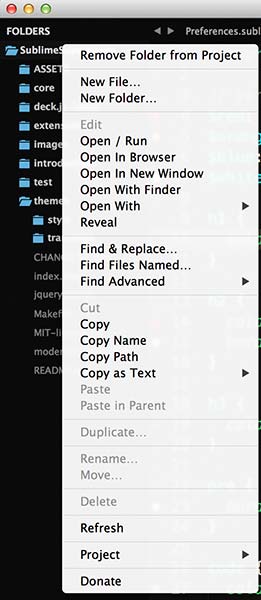 FOLDERS
Preferences.subl
SublimeS
ASSET
core
deck.j
exten
image
introd
test
theme
sty
tra
CHAN
index.
jquery
Makef
MIT-li
moder
READM
Remove Folder from Project
New File...
New Folder...
Edit
Open / Run
Open In Browser
Open In New Window
Open With Finder
Open With
Reveal
Find & Replace...
Find Files Named...
Find Advanced
Cut
Copy
Copy Name
Copy Path
Copy as Text
Paste
Paste in Parent
Duplicate...
Rename...
Move...
Delete
Refresh
Project
Donate